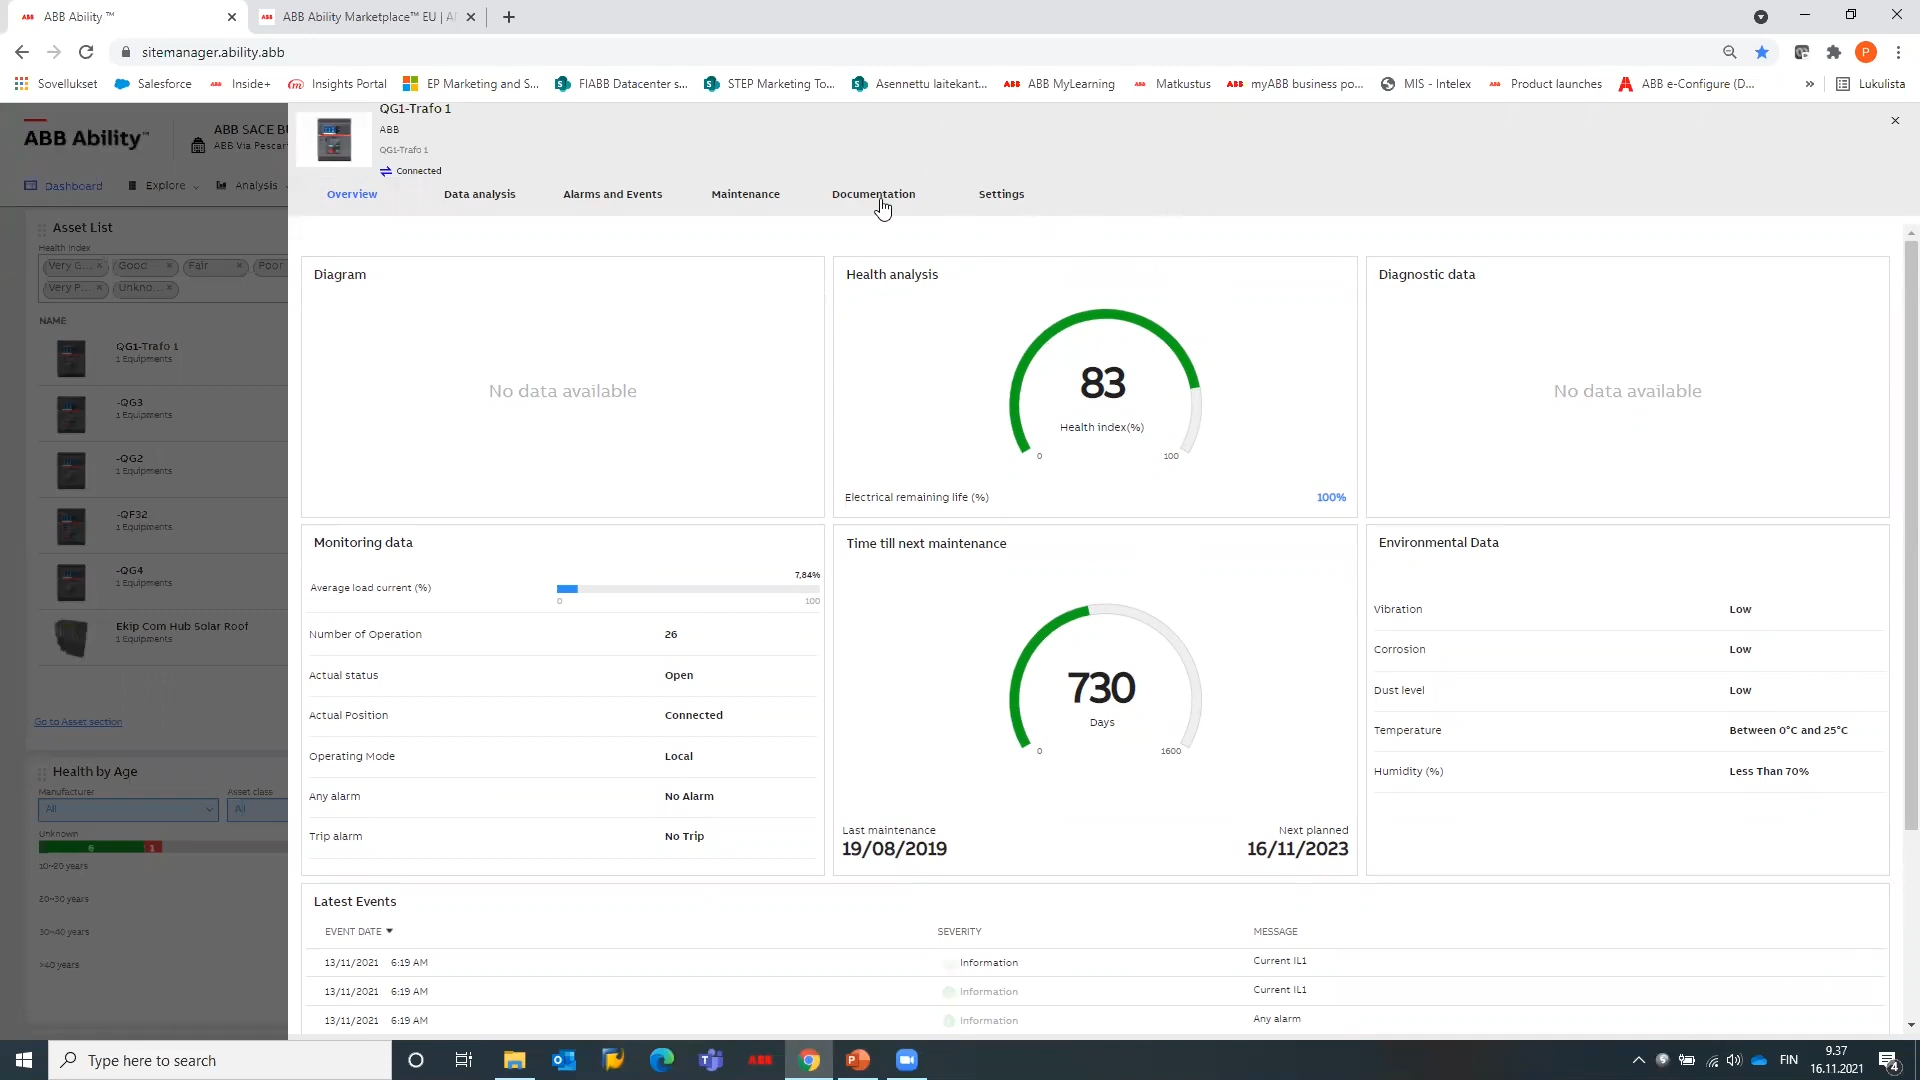 ABB Ability ™
ABB Ability Marketplace™ EU | A
sitemanager.ability.abb
P
Sovellukset
Salesforce
Inside+
Insights Portal
EP Marketing and S...
FIABB Datacenter s...
STEP Marketing To...
Asennettu laitekant...
ABB MyLearning
Matkustus
myABB business po...
MIS - Intelex
Product launches
ABB e-Configure (D...
»
Lukulista
ABB Ability™
ABB SACE B
ABB Via Pescar
Dashboard
Explore
Analysis
QG1-Trafo 1
ABB
QG1-Trafo 1
Connected
Overview
Data analysis
Alarms and Events
Maintenance
Documentation
Settings
Asset List
Health Index
Very G... ×
Good ×
Fair ×
Poor
Very P... ×
Unkno... ×
NAME
QG1-Trafo 1
1 Equipments
-QG3
1 Equipments
-QG2
1 Equipments
-QF32
1 Equipments
-QG4
1 Equipments
Ekip Com Hub Solar Roof
1 Equipments
Go to Asset section
Health by Age
Manufacturer
Asset class
All
Al
Unknown
6
1
10-20 years
20-30 years
30-40 years
>40 years
Diagram
No data available
Health analysis
83
Health index(%)
0
100
Electrical remaining life (%)
100%
Diagnostic data
No data available
Monitoring data
7,84%
Average load current (%)
0
100
Number of Operation
26
Actual status
Open
Actual Position
Connected
Operating Mode
Local
Any alarm
No Alarm
Trip alarm
No Trip
Time till next maintenance
730
Days
0
1600
Last maintenance
19/08/2019
Next planned
16/11/2023
Environmental Data
Vibration
Low
Corrosion
Low
Dust level
Low
Temperature
Between 0°C and 25°C
Humidity (%)
Less Than 70%
Latest Events
EVENT DATE
SEVERITY
MESSAGE
13/11/2021 6:19 AM
Information
Current IL1
13/11/2021 6:19 AM
Information
Current IL1
13/11/2021 6:19 AM
Information
Any alarm
Type here to search
FIN
9.37
16.11.2021
4